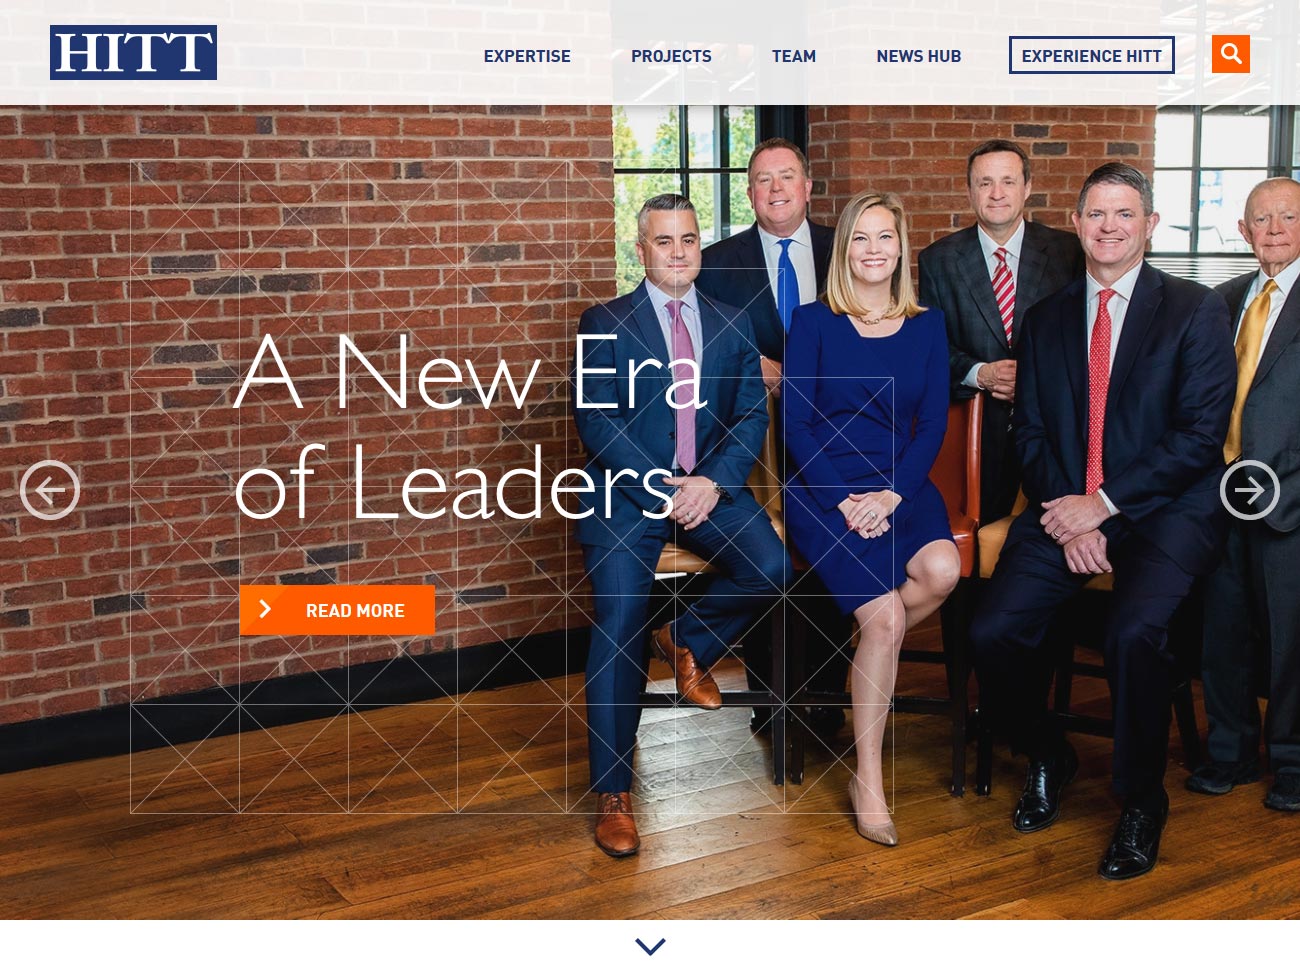 HITT
EXPERTISE
PROJECTS
TEAM
NEWS HUB
EXPERIENCE HITT
A New Era
of Leaders
READ MORE